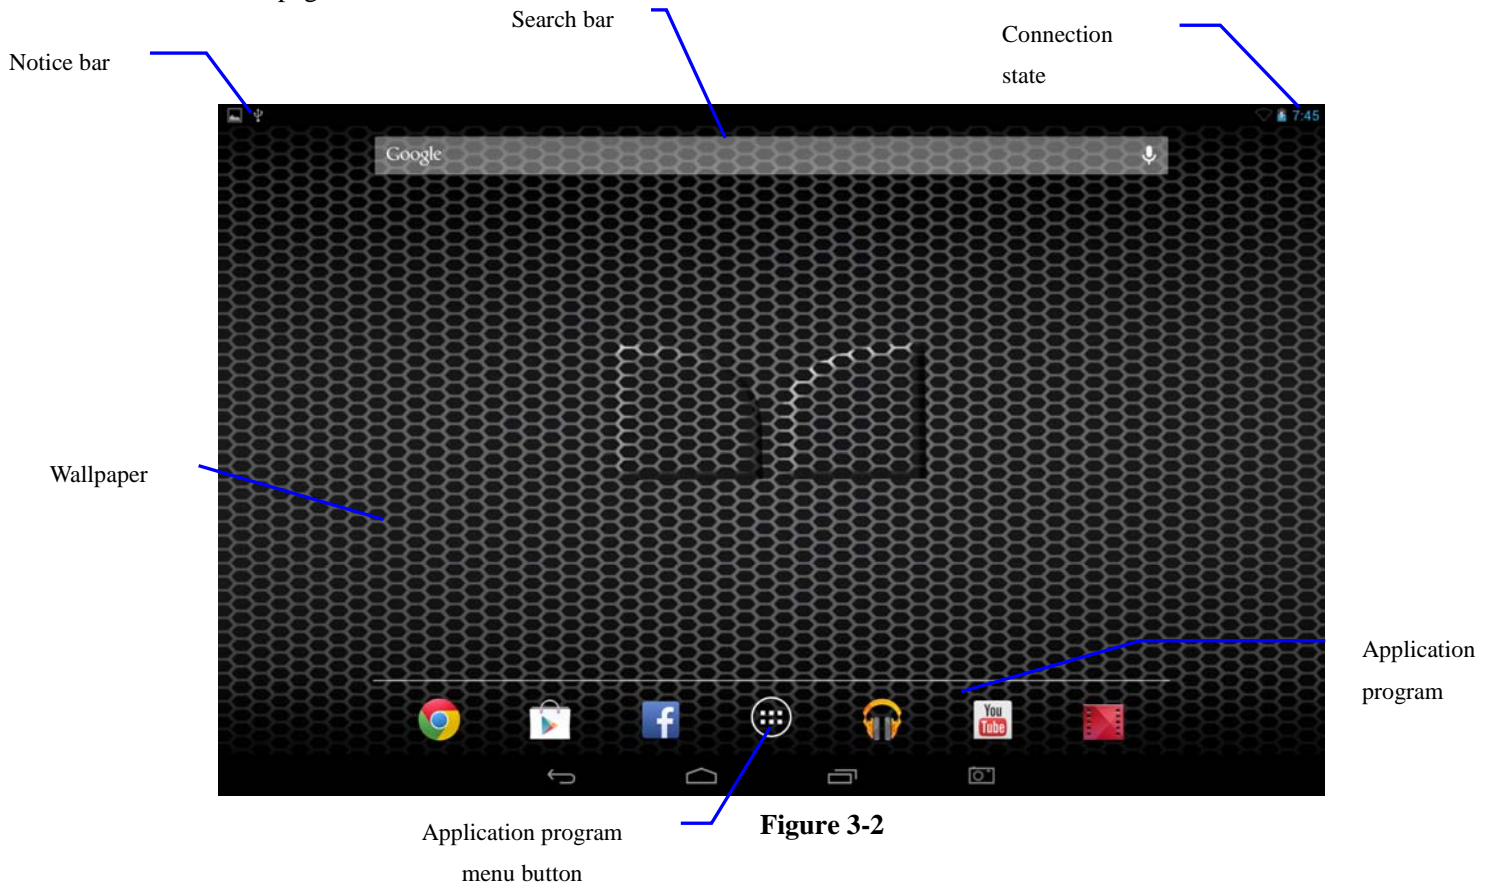 Search bar
Connection
state
Notice bar
7:45
Google
Wallpaper
Application
program
You
Tube
Application program
menu button
Figure 3-2